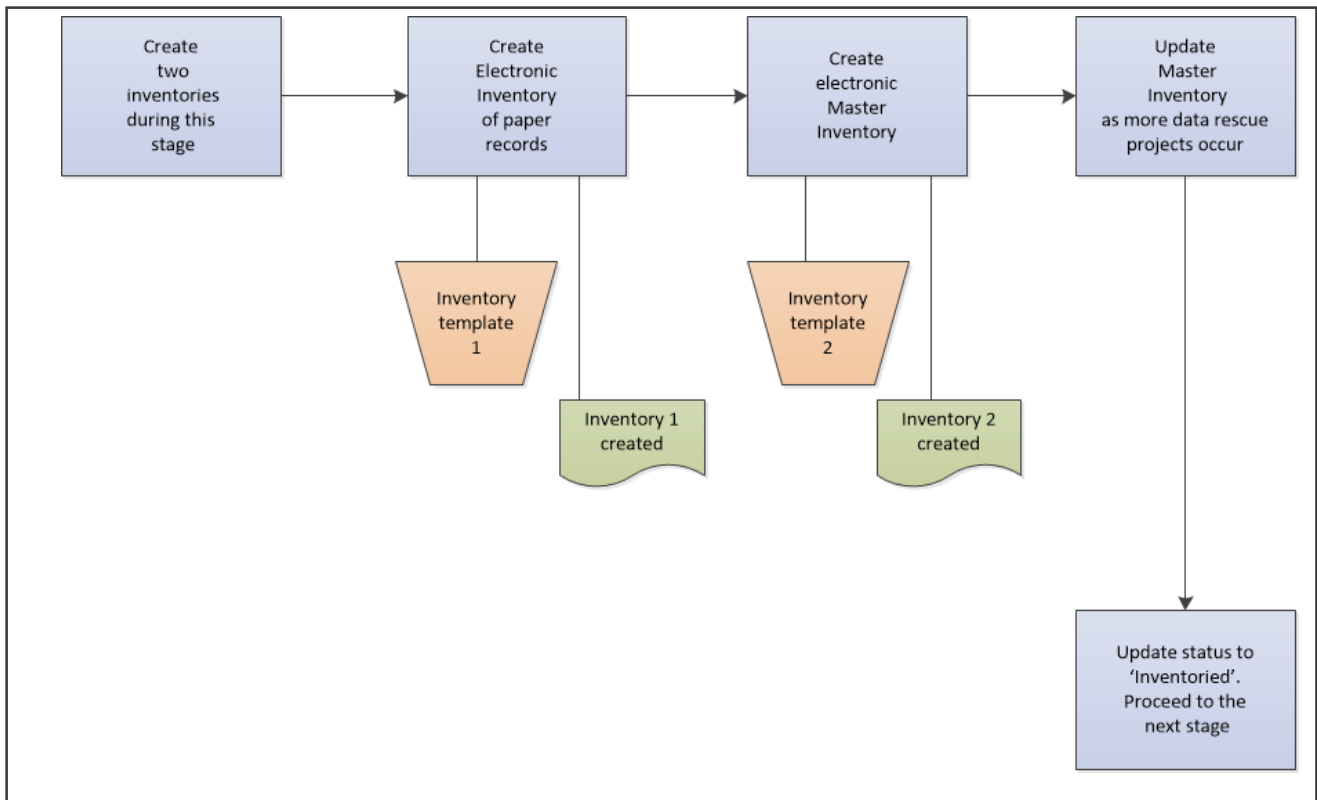 Create
two
inventories
during this
stage
Create
Electronic
Inventory
of paper
records
Create
electronic
Master
Inventory
Update
Master
Inventory
as more data rescue
projects occur
Inventory
template
1
Inventory
template
2
Inventory 1
created
Inventory 2
created
Update status to
‘Inventoried’.
Proceed to the
next stage